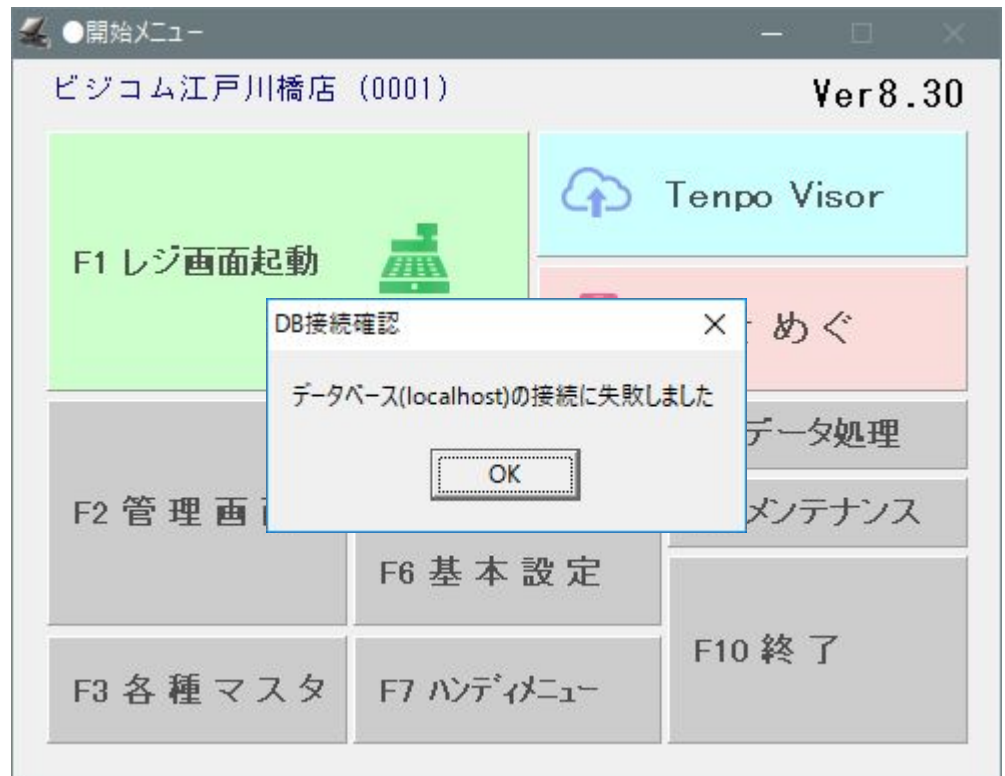 ●開始メニュー
ビジコム江戸川橋店 (0001)
Ver8.30
F1 レジ画面起動
Tenpo Visor
めぐ
DB接続確認
データベース(localhost)の接続に失敗しました
OK
データ処理
F2 管 理 画
メンテナンス
F6 基 本 設 定
F10 終 了
F3 各 種 マ ス タ
F7 ハンディメニュー